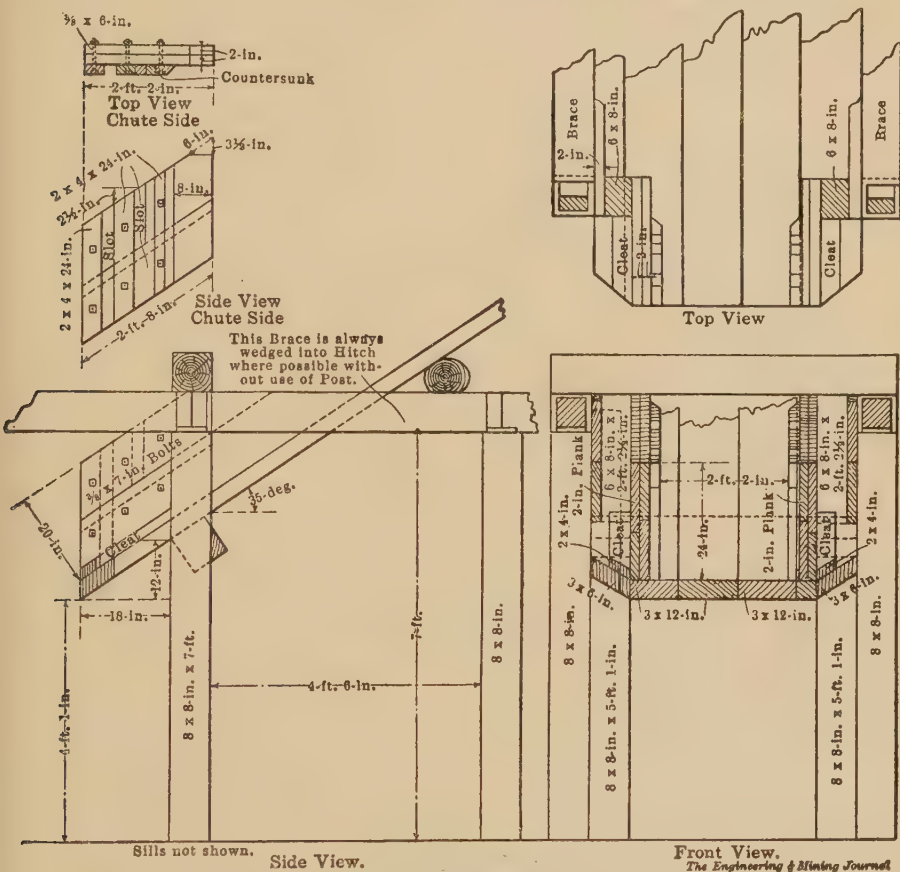 3/8 x 6-in.
2-in.
Countersunk
2-ft. 2-in.
Top View
Chute Side
6-in.
3½-in.
2 x 4 x 24-in.
8-in.
2½-in.
Slot
Slot
2 x 4 x 24-in.
2-ft. 8-in.
Side View
Chute Side
This Brace is always
wedged into Hitch
where possible with-
out use of Post.
3/8 x 7-in. Bolts
35-deg.
20-in.
Cleat
12-in.
18-in.
8 x 8-in. x 7-ft.
7-ft.
8 x 8-in.
4-ft. 6-in.
4-ft. 1-in.
Sills not shown.
Side View.
Brace
2-in.
6 x 8-in.
6 x 8-in.
Brace
Cleat
3-in.
Cleat
Top View
2-in. Plank
6 x 8-in. x
2-ft. 2½-in.
2-ft. 2-in.
6 x 8-in. x
2-ft. 2½-in.
2 x 4-in.
Cleat
24-in.
2-in. Plank
Cleat
2 x 4-in.
3 x 6-in.
3 x 12-in.
3 x 12-in.
3 x 6-in.
8 x 8-in.
8 x 8-in. x 5-ft. 1-in.
8 x 8-in. x 5-ft. 1-in.
8 x 8-in.
Front View.
The Engineering & Mining Journal